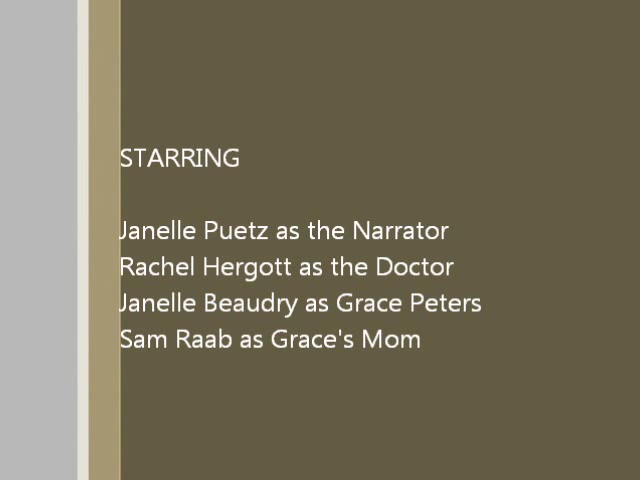 STARRING
Janelle Puetz as the Narrator
Rachel Hergott as the Doctor
Janelle Beaudry as Grace Peters
Sam Raab as Grace's Mom